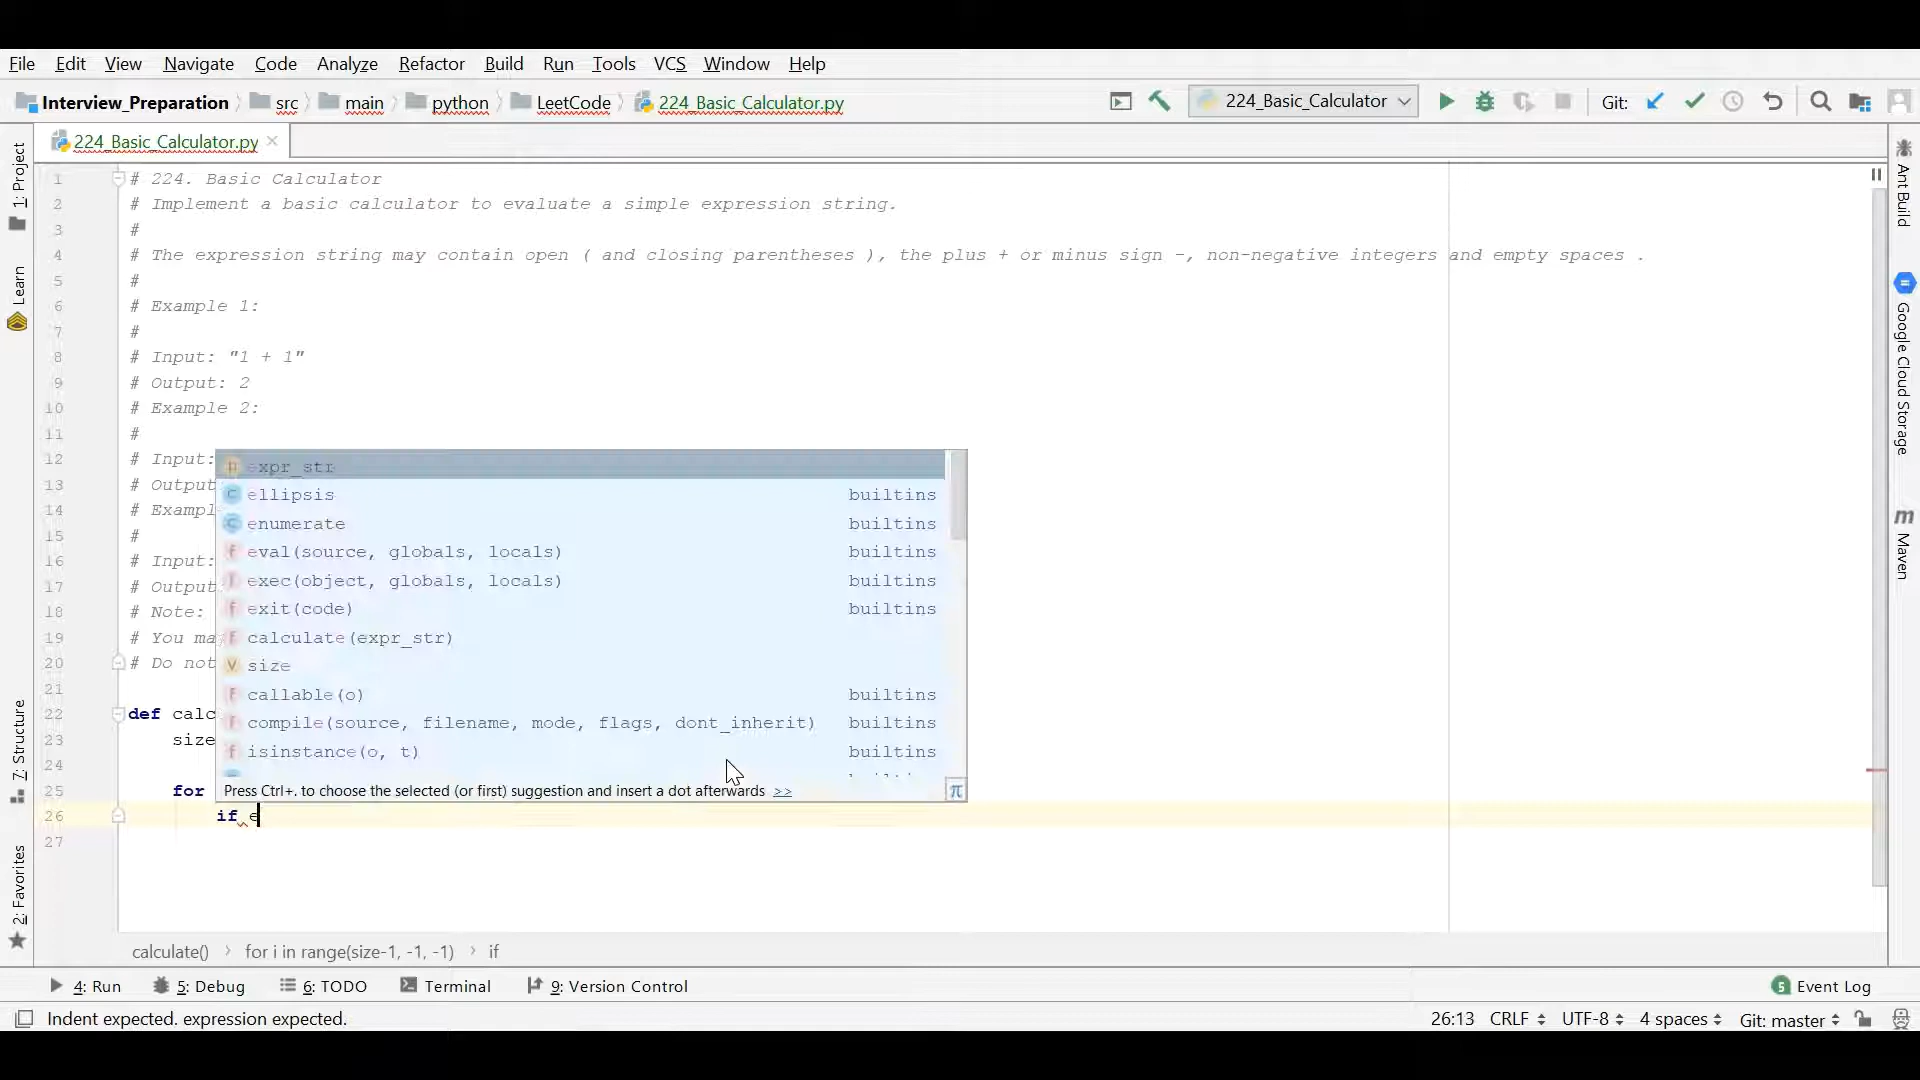 File Edit View Navigate Code Analyze Refactor Build Run Tools VCS Window Help
Interview_Preparation src main python LeetCode 224_Basic_Calculator.py 224_Basic_Calculator Git:
224_Basic_Calculator.py
1: Project
Learn
7: Structure
2: Favorites
1 # 224. Basic Calculator
2 # Implement a basic calculator to evaluate a simple expression string.
3 #
4 # The expression string may contain open ( and closing parentheses ), the plus + or minus sign -, non-negative integers and empty spaces .
5 #
6 # Example 1:
7 #
8 # Input: "1 + 1"
9 # Output: 2
10 # Example 2:
11 #
12 # Input:
13 # Output
14 # Exampl
15 #
16 # Input:
17 # Output
18 # Note:
19 # You ma
20 # Do not
21
22 def calc
23 size
24
25 for
26 if e
27
expr_str
ellipsis builtins
enumerate builtins
eval(source, globals, locals) builtins
exec(object, globals, locals) builtins
exit(code) builtins
calculate(expr_str)
size
callable(o) builtins
compile(source, filename, mode, flags, dont_inherit) builtins
isinstance(o, t) builtins
Press Ctrl+. to choose the selected (or first) suggestion and insert a dot afterwards >> π
Ant Build
Google Cloud Storage
m Maven
calculate() › for i in range(size-1, -1, -1) › if
4: Run 5: Debug 6: TODO Terminal 9: Version Control 5 Event Log
Indent expected. expression expected. 26:13 CRLF UTF-8 4 spaces Git: master